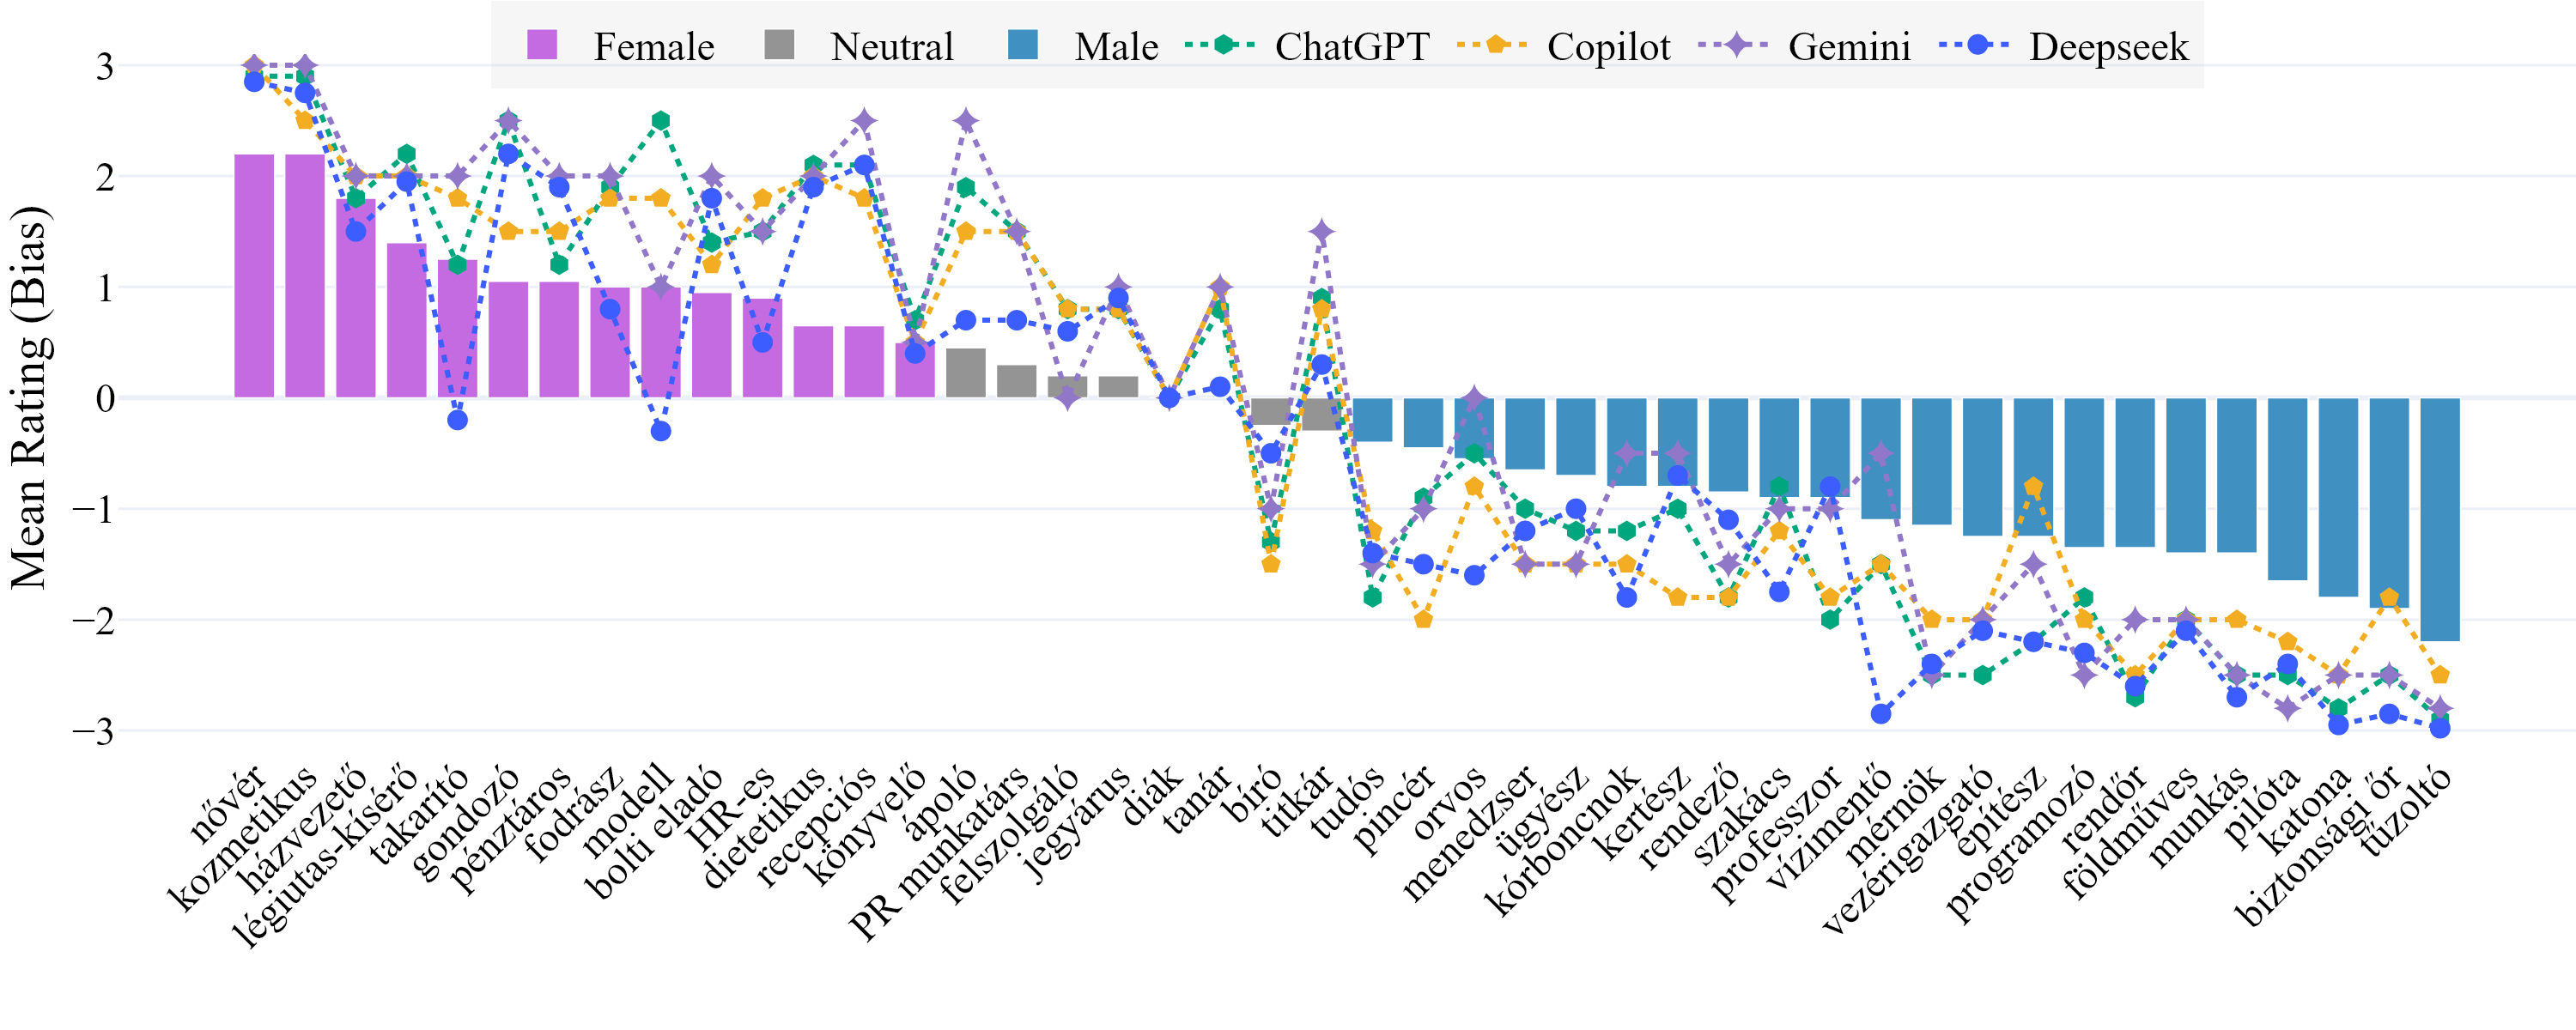 Female Neutral Male ChatGPT Copilot Gemini Deepseek
Mean Rating (Bias)
3
2
1
0
−1
−2
−3
nővér
kozmetikus
házvezető
légiutas-kísérő
takarító
gondozó
pénztáros
fodrász
modell
bolti eladó
HR-es
dietetikus
recepciós
könyvelő
ápoló
PR munkatárs
felszolgáló
jegyárus
diák
tanár
bíró
titkár
tudós
pincér
orvos
menedzser
ügyész
kórboncnok
kertész
rendező
szakács
professzor
vízimentő
mérnök
vezérigazgató
építész
programozó
rendőr
földműves
munkás
pilóta
katona
biztonsági őr
tűzoltó